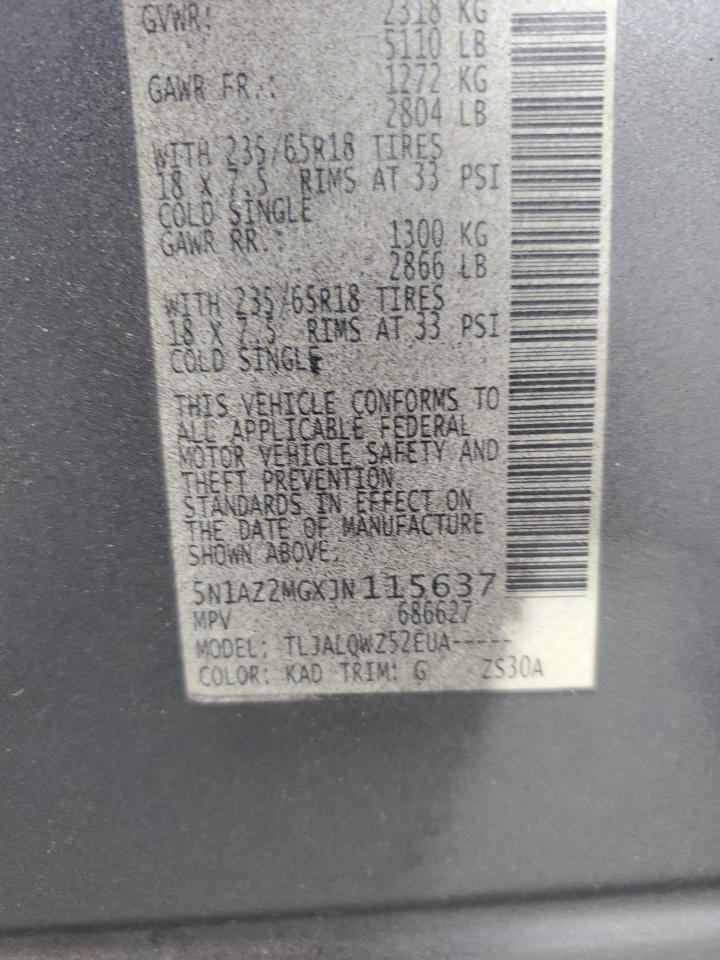 GVWR: 2318 KG
5110 LB
GAWR FR.: 1272 KG
2804 LB
WITH 235/65R18 TIRES
18 X 7.5 RIMS AT 33 PSI
COLD SINGLE
GAWR RR.: 1300 KG
2866 LB
WITH 235/65R18 TIRES
18 X 7.5 RIMS AT 33 PSI
COLD SINGLE
THIS VEHICLE CONFORMS TO
ALL APPLICABLE FEDERAL
MOTOR VEHICLE SAFETY AND
THEFT PREVENTION
STANDARDS IN EFFECT ON
THE DATE OF MANUFACTURE
SHOWN ABOVE.
5N1AZ2MGXJN115637
MPV 686627
MODEL: TLJALQWZ52EUA-----
COLOR: KAD TRIM: G ZS30A